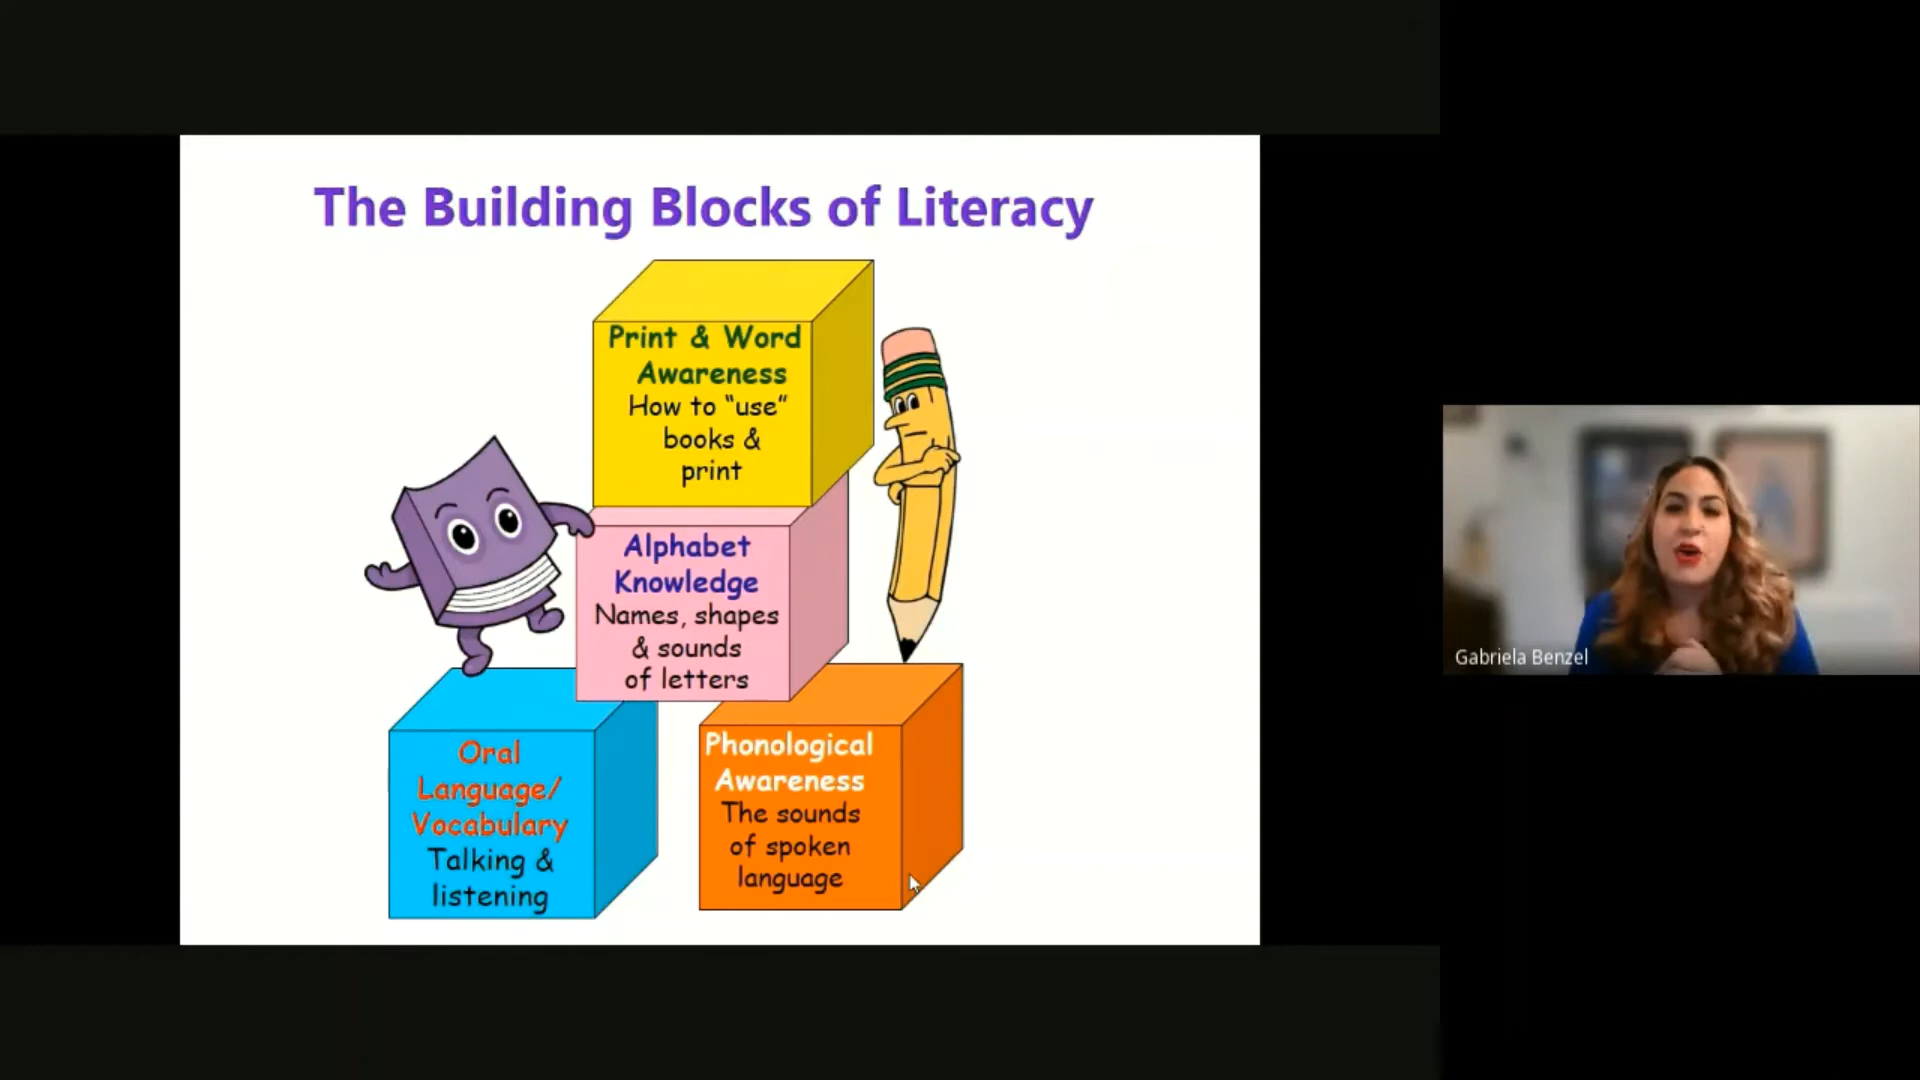 The Building Blocks of Literacy
Print & Word
Awareness
How to “use”
books &
print
Alphabet
Knowledge
Names, shapes
& sounds
of letters
Oral
Language/
Vocabulary
Talking &
listening
Phonological
Awareness
The sounds
of spoken
language
Gabriela Benzel